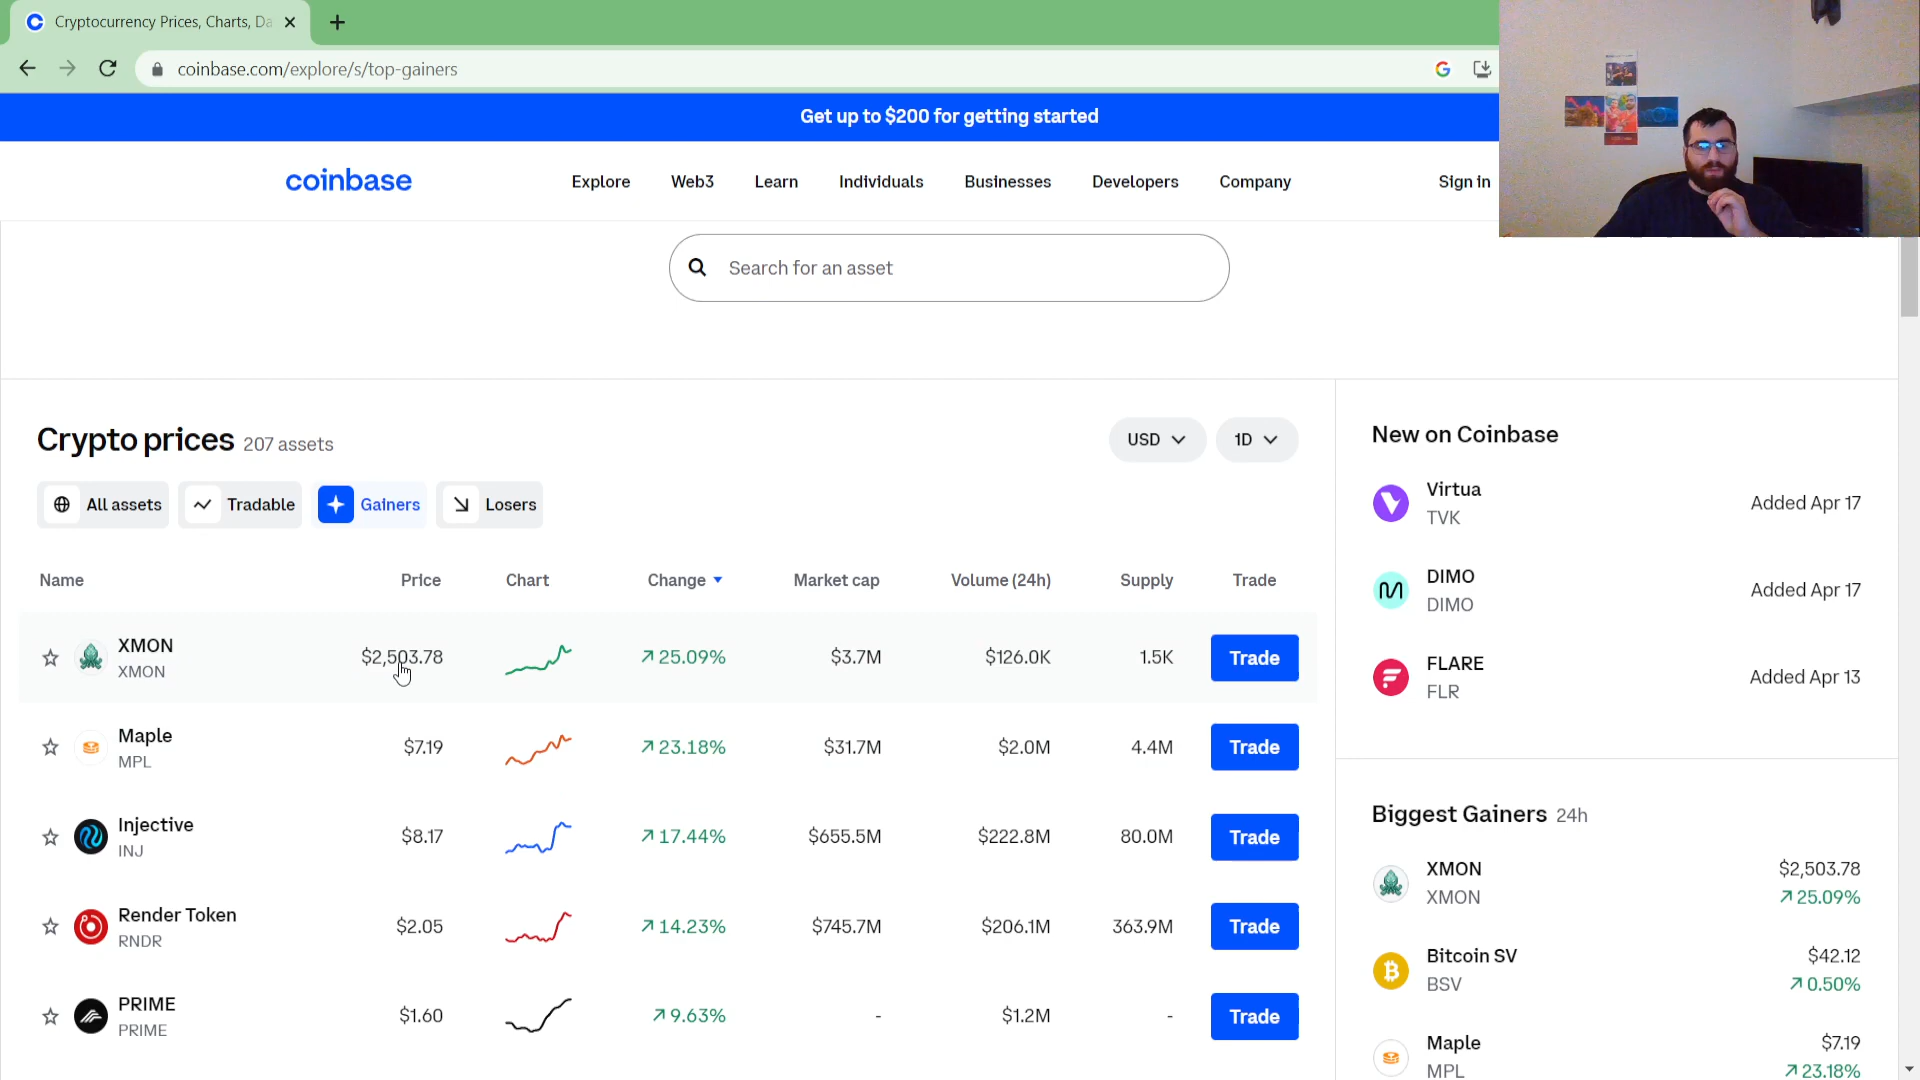 Cryptocurrency Prices, Charts, Da
coinbase.com/explore/s/top-gainers
Get up to $200 for getting started
coinbase Explore Web3 Learn Individuals Businesses Developers Company Sign in
Search for an asset
Crypto prices 207 assets
USD 1D
All assets Tradable Gainers Losers
Name Price Chart Change Market cap Volume (24h) Supply Trade
XMON
XMON
$2,503.78 25.09% $3.7M $126.0K 1.5K Trade
Maple
MPL
$7.19 23.18% $31.7M $2.0M 4.4M Trade
Injective
INJ
$8.17 17.44% $655.5M $222.8M 80.0M Trade
Render Token
RNDR
$2.05 14.23% $745.7M $206.1M 363.9M Trade
PRIME
PRIME
$1.60 9.63% - $1.2M - Trade
New on Coinbase
Virtua
TVK
Added Apr 17
DIMO
DIMO
Added Apr 17
FLARE
FLR
Added Apr 13
Biggest Gainers 24h
XMON $2,503.78
XMON 25.09%
Bitcoin SV $42.12
BSV 0.50%
Maple $7.19
MPL 23.18%